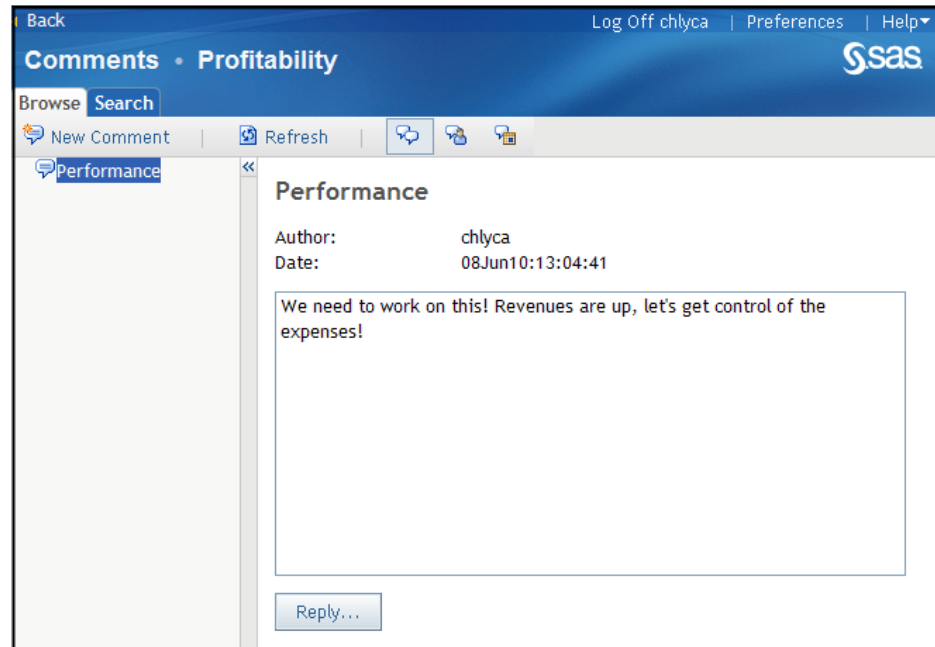 Back
Log Off chlyca | Preferences | Help
Comments • Profitability
sas
Browse Search
New Comment | Refresh |
Performance
Performance
Author: chlyca
Date: 08Jun10:13:04:41
We need to work on this! Revenues are up, let's get control of the
expenses!
Reply...